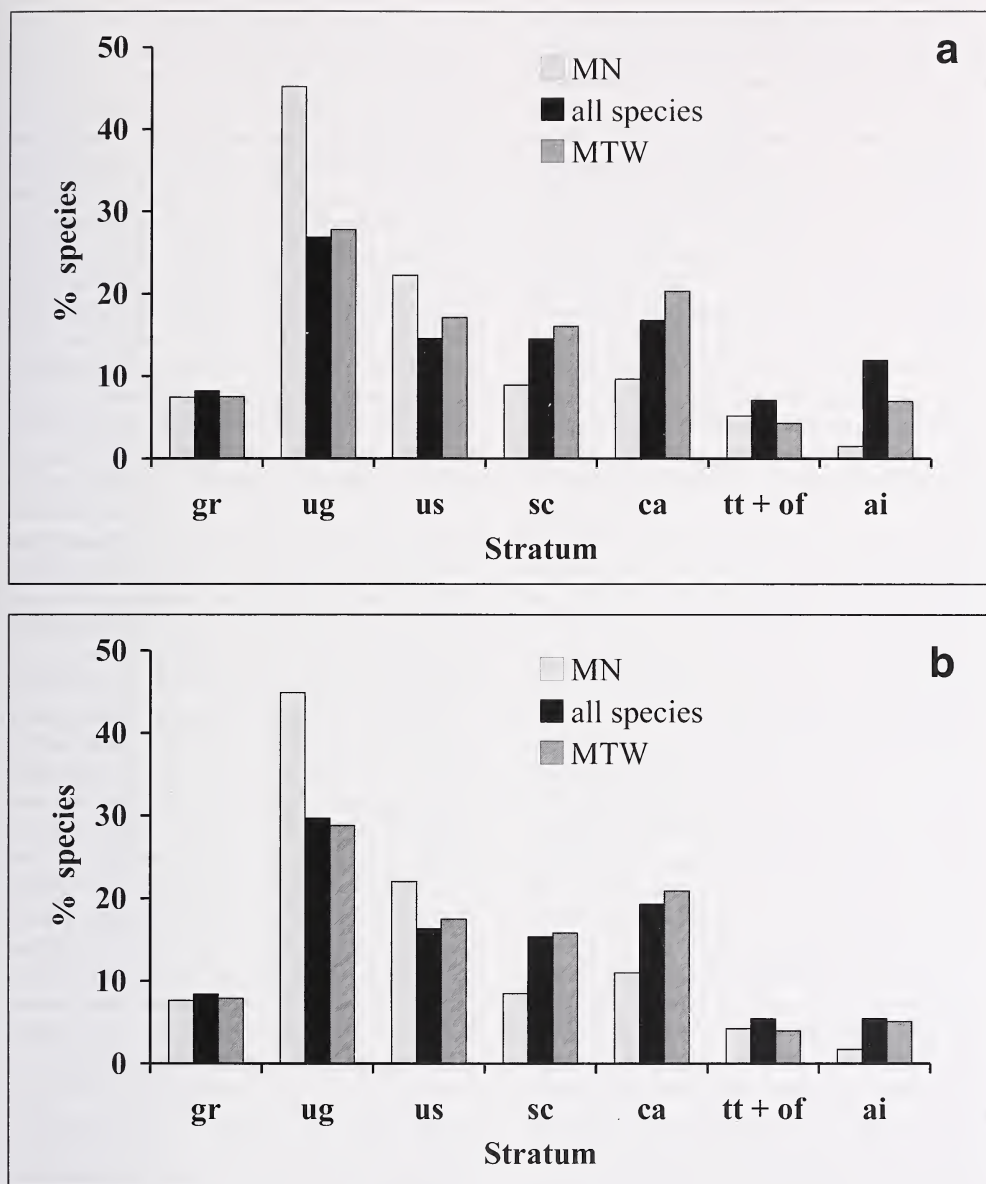 a
50
40
30
20
10
0
% species
MN
all species
MTW
gr ug us sc ca tt + of ai
Stratum
b
50
40
30
20
10
0
% species
MN
all species
MTW
gr ug us sc ca tt + of ai
Stratum